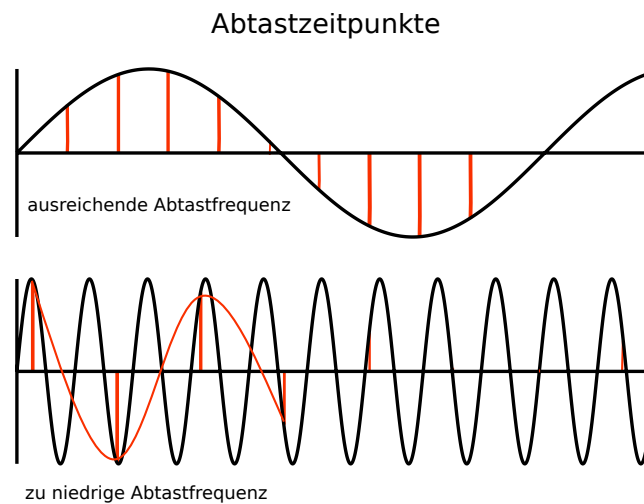 Abtastzeitpunkte
ausreichende Abtastfrequenz
zu niedrige Abtastfrequenz